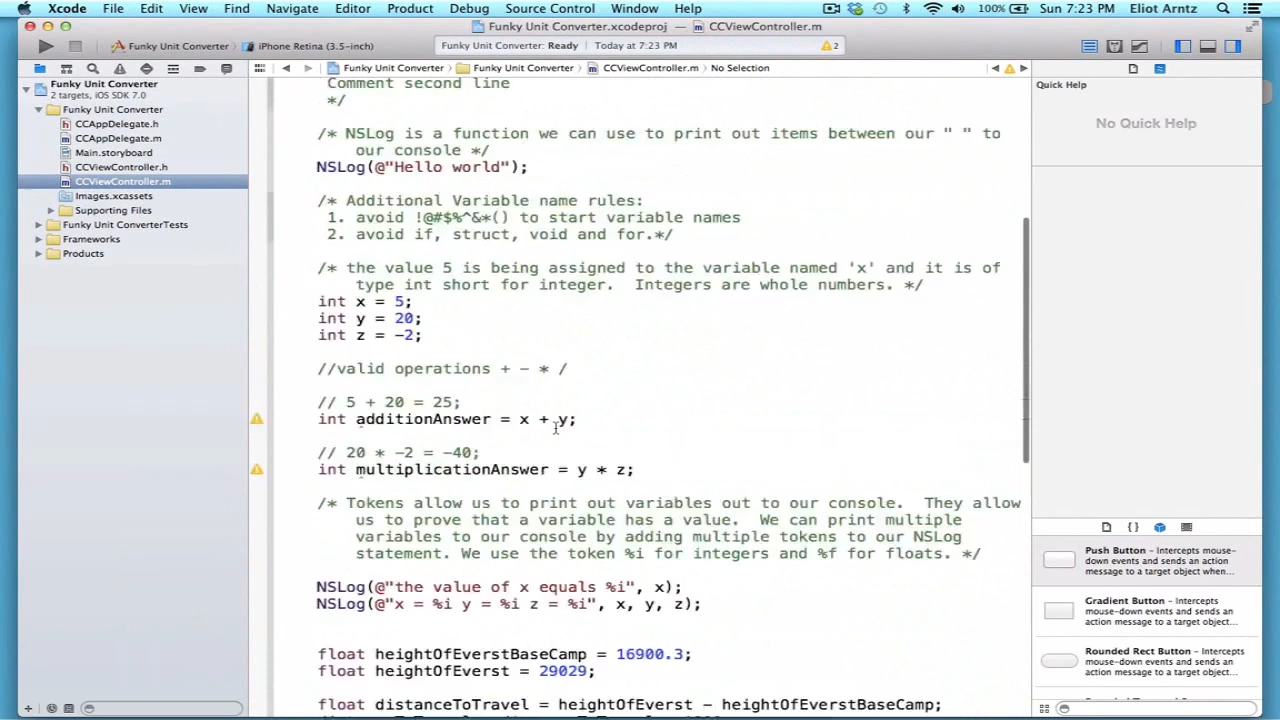 Xcode File Edit View Find Navigate Editor Product Debug Source Control Window Help 100% Sun 7:23 PM Eliot Arntz
Funky Unit Converter.xcodeproj — CCViewController.m
Funky Unit Converter iPhone Retina (3.5-inch) Funky Unit Converter: Ready Today at 7:23 PM 2
Funky Unit Converter Funky Unit Converter CCViewController.m No Selection
Funky Unit Converter
2 targets, iOS SDK 7.0
Funky Unit Converter
CCAppDelegate.h
CCAppDelegate.m
Main.storyboard
CCViewController.h
CCViewController.m
Images.xcassets
Supporting Files
Funky Unit ConverterTests
Frameworks
Products
Comment second line
*/
/* NSLog is a function we can use to print out items between our " " to
our console */
NSLog(@"Hello world");
/* Additional Variable name rules:
1. avoid !@#$%^&*() to start variable names
2. avoid if, struct, void and for.*/
/* the value 5 is being assigned to the variable named 'x' and it is of
type int short for integer.  Integers are whole numbers. */
int x = 5;
int y = 20;
int z = -2;
//valid operations + - * /
// 5 + 20 = 25;
int additionAnswer = x + y;
// 20 * -2 = -40;
int multiplicationAnswer = y * z;
/* Tokens allow us to print out variables out to our console.  They allow
us to prove that a variable has a value.  We can print multiple
variables to our console by adding multiple tokens to our NSLog
statement. We use the token %i for integers and %f for floats. */
NSLog(@"the value of x equals %i", x);
NSLog(@"x = %i y = %i z = %i", x, y, z);
float heightOfEverstBaseCamp = 16900.3;
float heightOfEverst = 29029;
float distanceToTravel = heightOfEverst - heightOfEverstBaseCamp;
Quick Help
No Quick Help
Push Button - Intercepts mouse-
down events and sends an
action message to a target object when...
Gradient Button - Intercepts
mouse-down events and sends an
action message to a target object...
Rounded Rect Button - Intercepts
mouse-down events and sends an
action message to a target object...